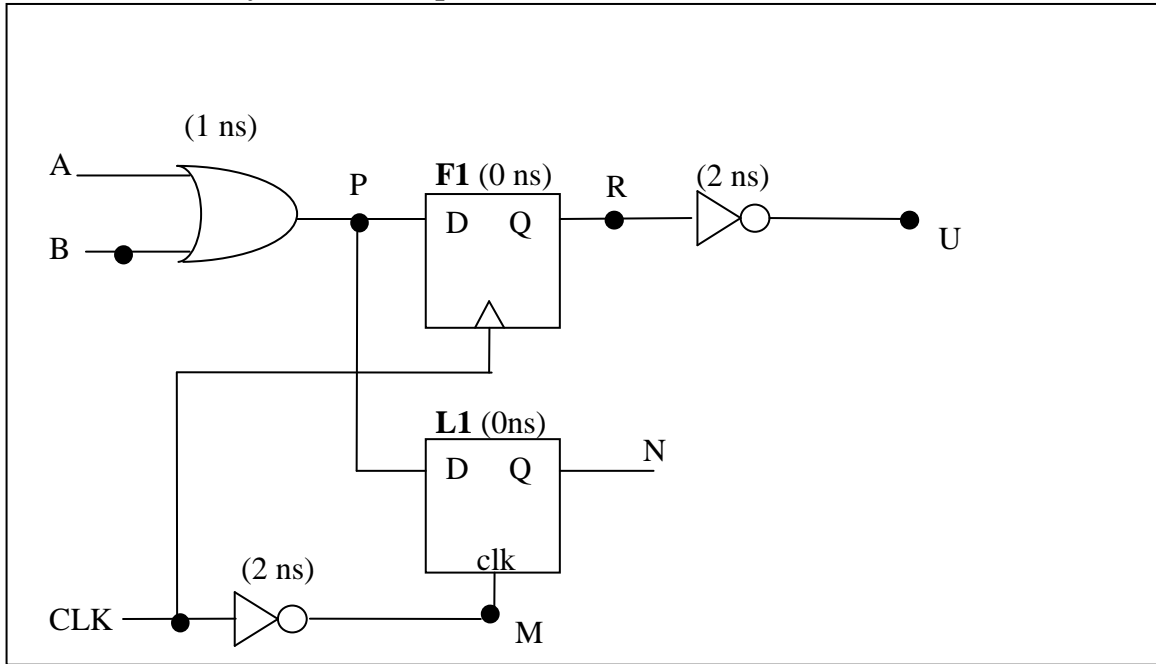 (1 ns)
A
P
F1 (0 ns)
R
(2 ns)
D Q
B
U
L1 (0ns)
N
D Q
clk
(2 ns)
CLK
M